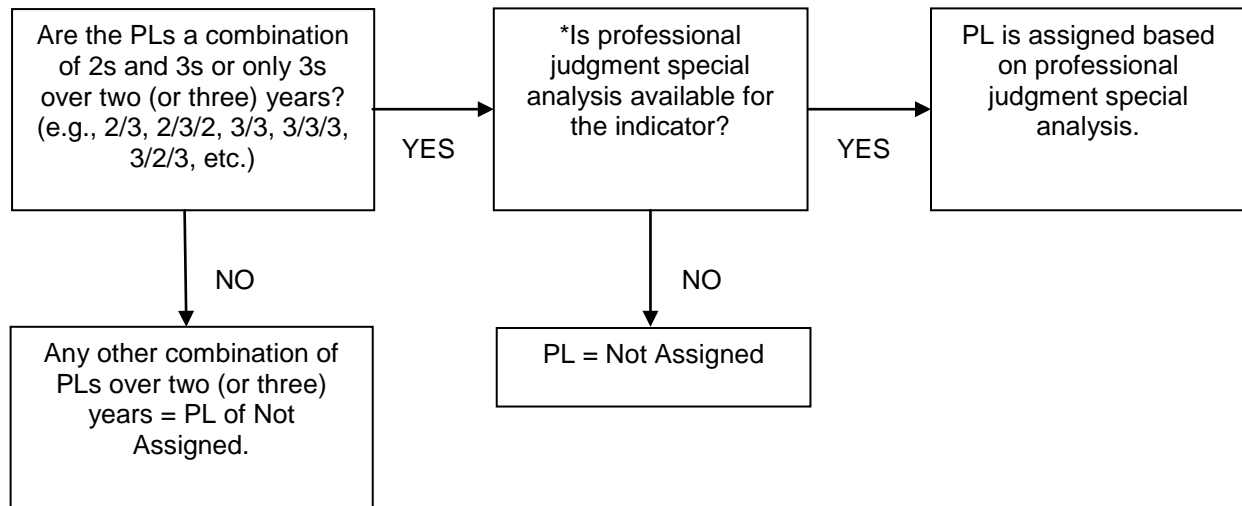 Are the PLs a combination
of 2s and 3s or only 3s
over two (or three) years?
(e.g., 2/3, 2/3/2, 3/3, 3/3/3,
3/2/3, etc.)
YES
*Is professional
judgment special
analysis available for
the indicator?
YES
PL is assigned based
on professional
judgment special
analysis.
NO
Any other combination of
PLs over two (or three)
years = PL of Not
Assigned.
NO
PL = Not Assigned